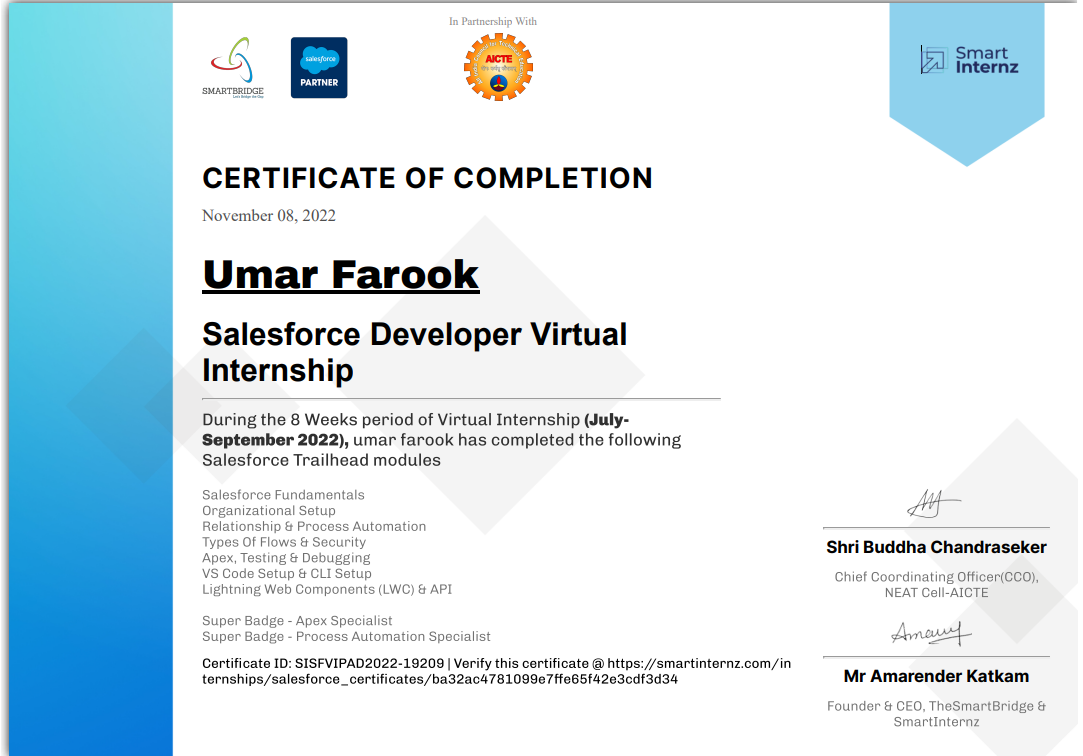 In Partnership With
SMARTBRIDGE
Let's Bridge the Gap
salesforce
PARTNER
AICTE
Smart
Internz
CERTIFICATE OF COMPLETION
November 08, 2022
Umar Farook
Salesforce Developer Virtual
Internship
During the 8 Weeks period of Virtual Internship (July-
September 2022), umar farook has completed the following
Salesforce Trailhead modules
Salesforce Fundamentals
Organizational Setup
Relationship & Process Automation
Types Of Flows & Security
Apex, Testing & Debugging
VS Code Setup & CLI Setup
Lightning Web Components (LWC) & API
Super Badge - Apex Specialist
Super Badge - Process Automation Specialist
Certificate ID: SISFVIPAD2022-19209 | Verify this certificate @ https://smartinternz.com/in
ternships/salesforce_certificates/ba32ac4781099e7ffe65f42e3cdf3d34
Shri Buddha Chandraseker
Chief Coordinating Officer(CCO),
NEAT Cell-AICTE
Mr Amarender Katkam
Founder & CEO, TheSmartBridge &
SmartInternz